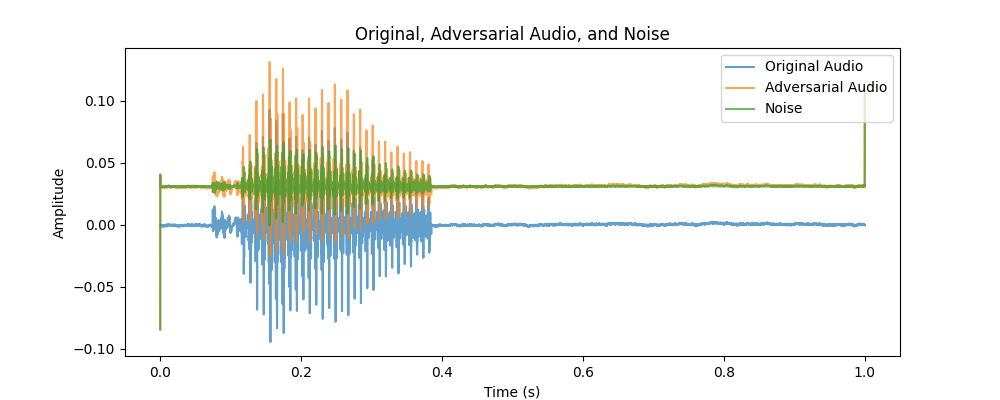 Original, Adversarial Audio, and Noise
Original Audio
Adversarial Audio
Noise
Amplitude
0.10
0.05
0.00
−0.05
−0.10
0.0
0.2
0.4
0.6
0.8
1.0
Time (s)